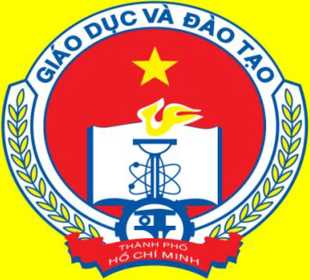 GIÁO DỤC VÀ ĐÀO TẠO
THÀNH PHỐ
HỒ CHÍ MINH